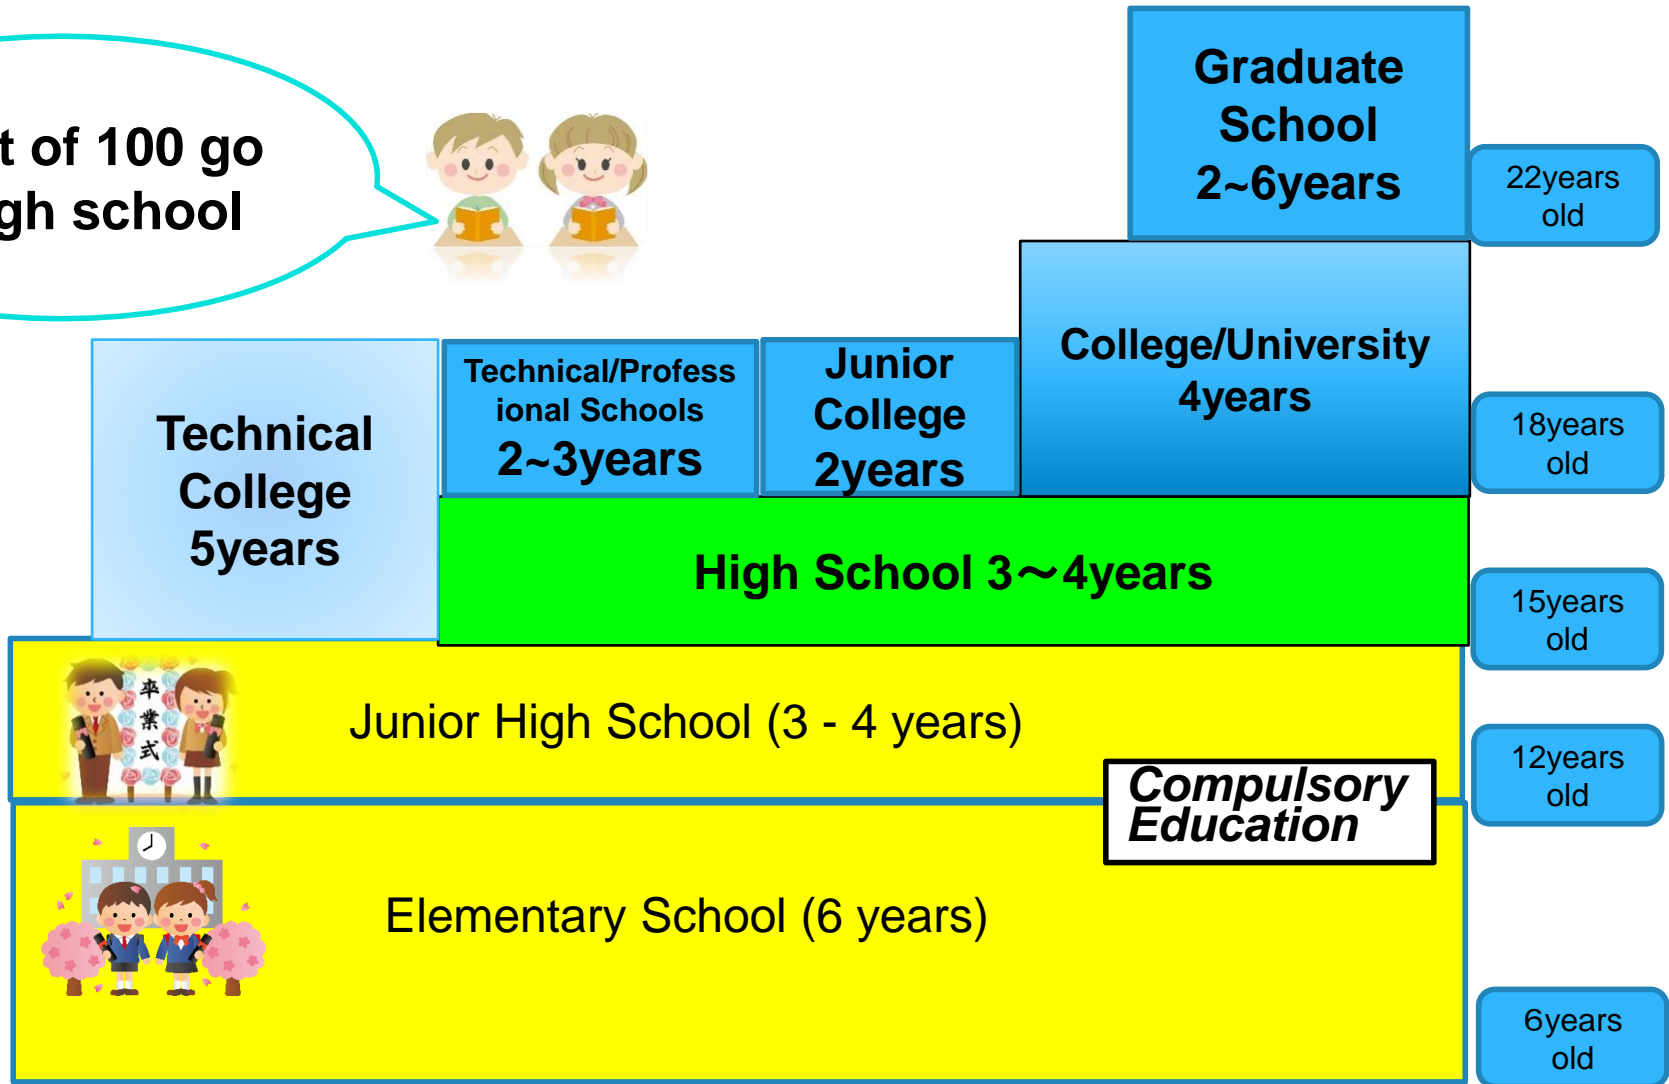 t of 100 go
gh school
Graduate
School
2~6years
22years
old
Technical
College
5years
Technical/Profess
ional Schools
2~3years
Junior
College
2years
College/University
4years
18years
old
High School 3～4years
15years
old
卒業式
Junior High School (3 - 4 years)
12years
old
Compulsory
Education
Elementary School (6 years)
6years
old